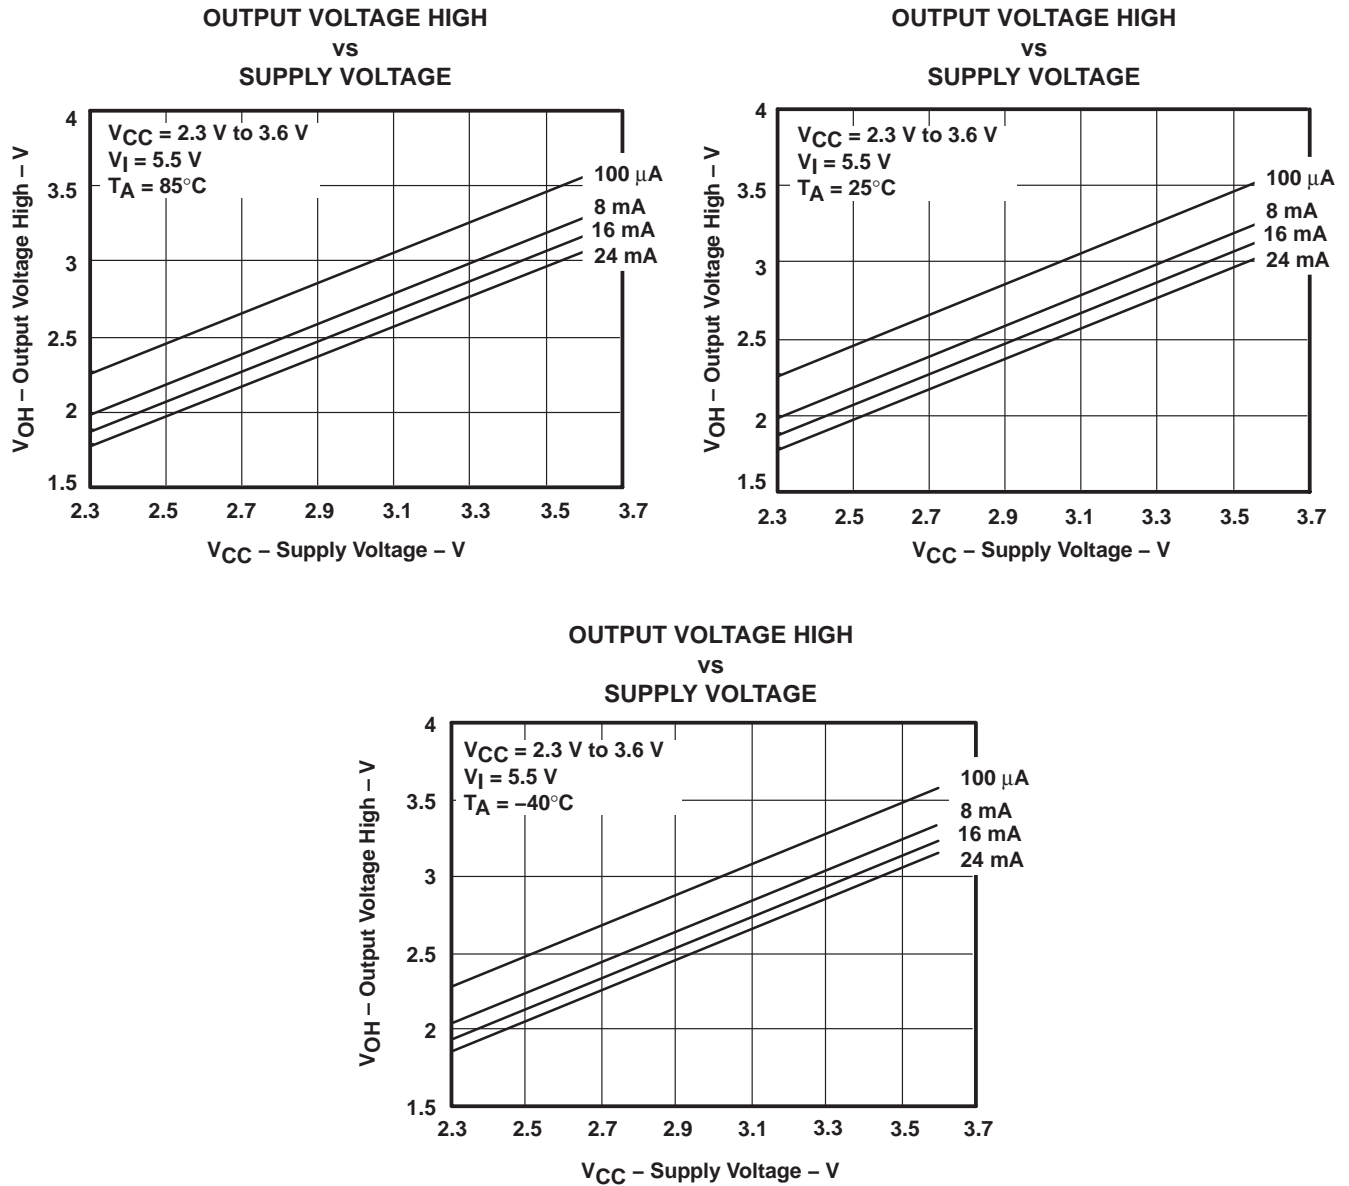 OUTPUT VOLTAGE HIGH
vs
SUPPLY VOLTAGE
VCC = 2.3 V to 3.6 V
VI = 5.5 V
TA = 85°C
100 μA
8 mA
16 mA
24 mA
4
3.5
3
2.5
2
1.5
VOH – Output Voltage High – V
2.3 2.5 2.7 2.9 3.1 3.3 3.5 3.7
VCC – Supply Voltage – V
OUTPUT VOLTAGE HIGH
vs
SUPPLY VOLTAGE
VCC = 2.3 V to 3.6 V
VI = 5.5 V
TA = 25°C
100 μA
8 mA
16 mA
24 mA
4
3.5
3
2.5
2
1.5
VOH – Output Voltage High – V
2.3 2.5 2.7 2.9 3.1 3.3 3.5 3.7
VCC – Supply Voltage – V
OUTPUT VOLTAGE HIGH
vs
SUPPLY VOLTAGE
VCC = 2.3 V to 3.6 V
VI = 5.5 V
TA = –40°C
100 μA
8 mA
16 mA
24 mA
4
3.5
3
2.5
2
1.5
VOH – Output Voltage High – V
2.3 2.5 2.7 2.9 3.1 3.3 3.5 3.7
VCC – Supply Voltage – V